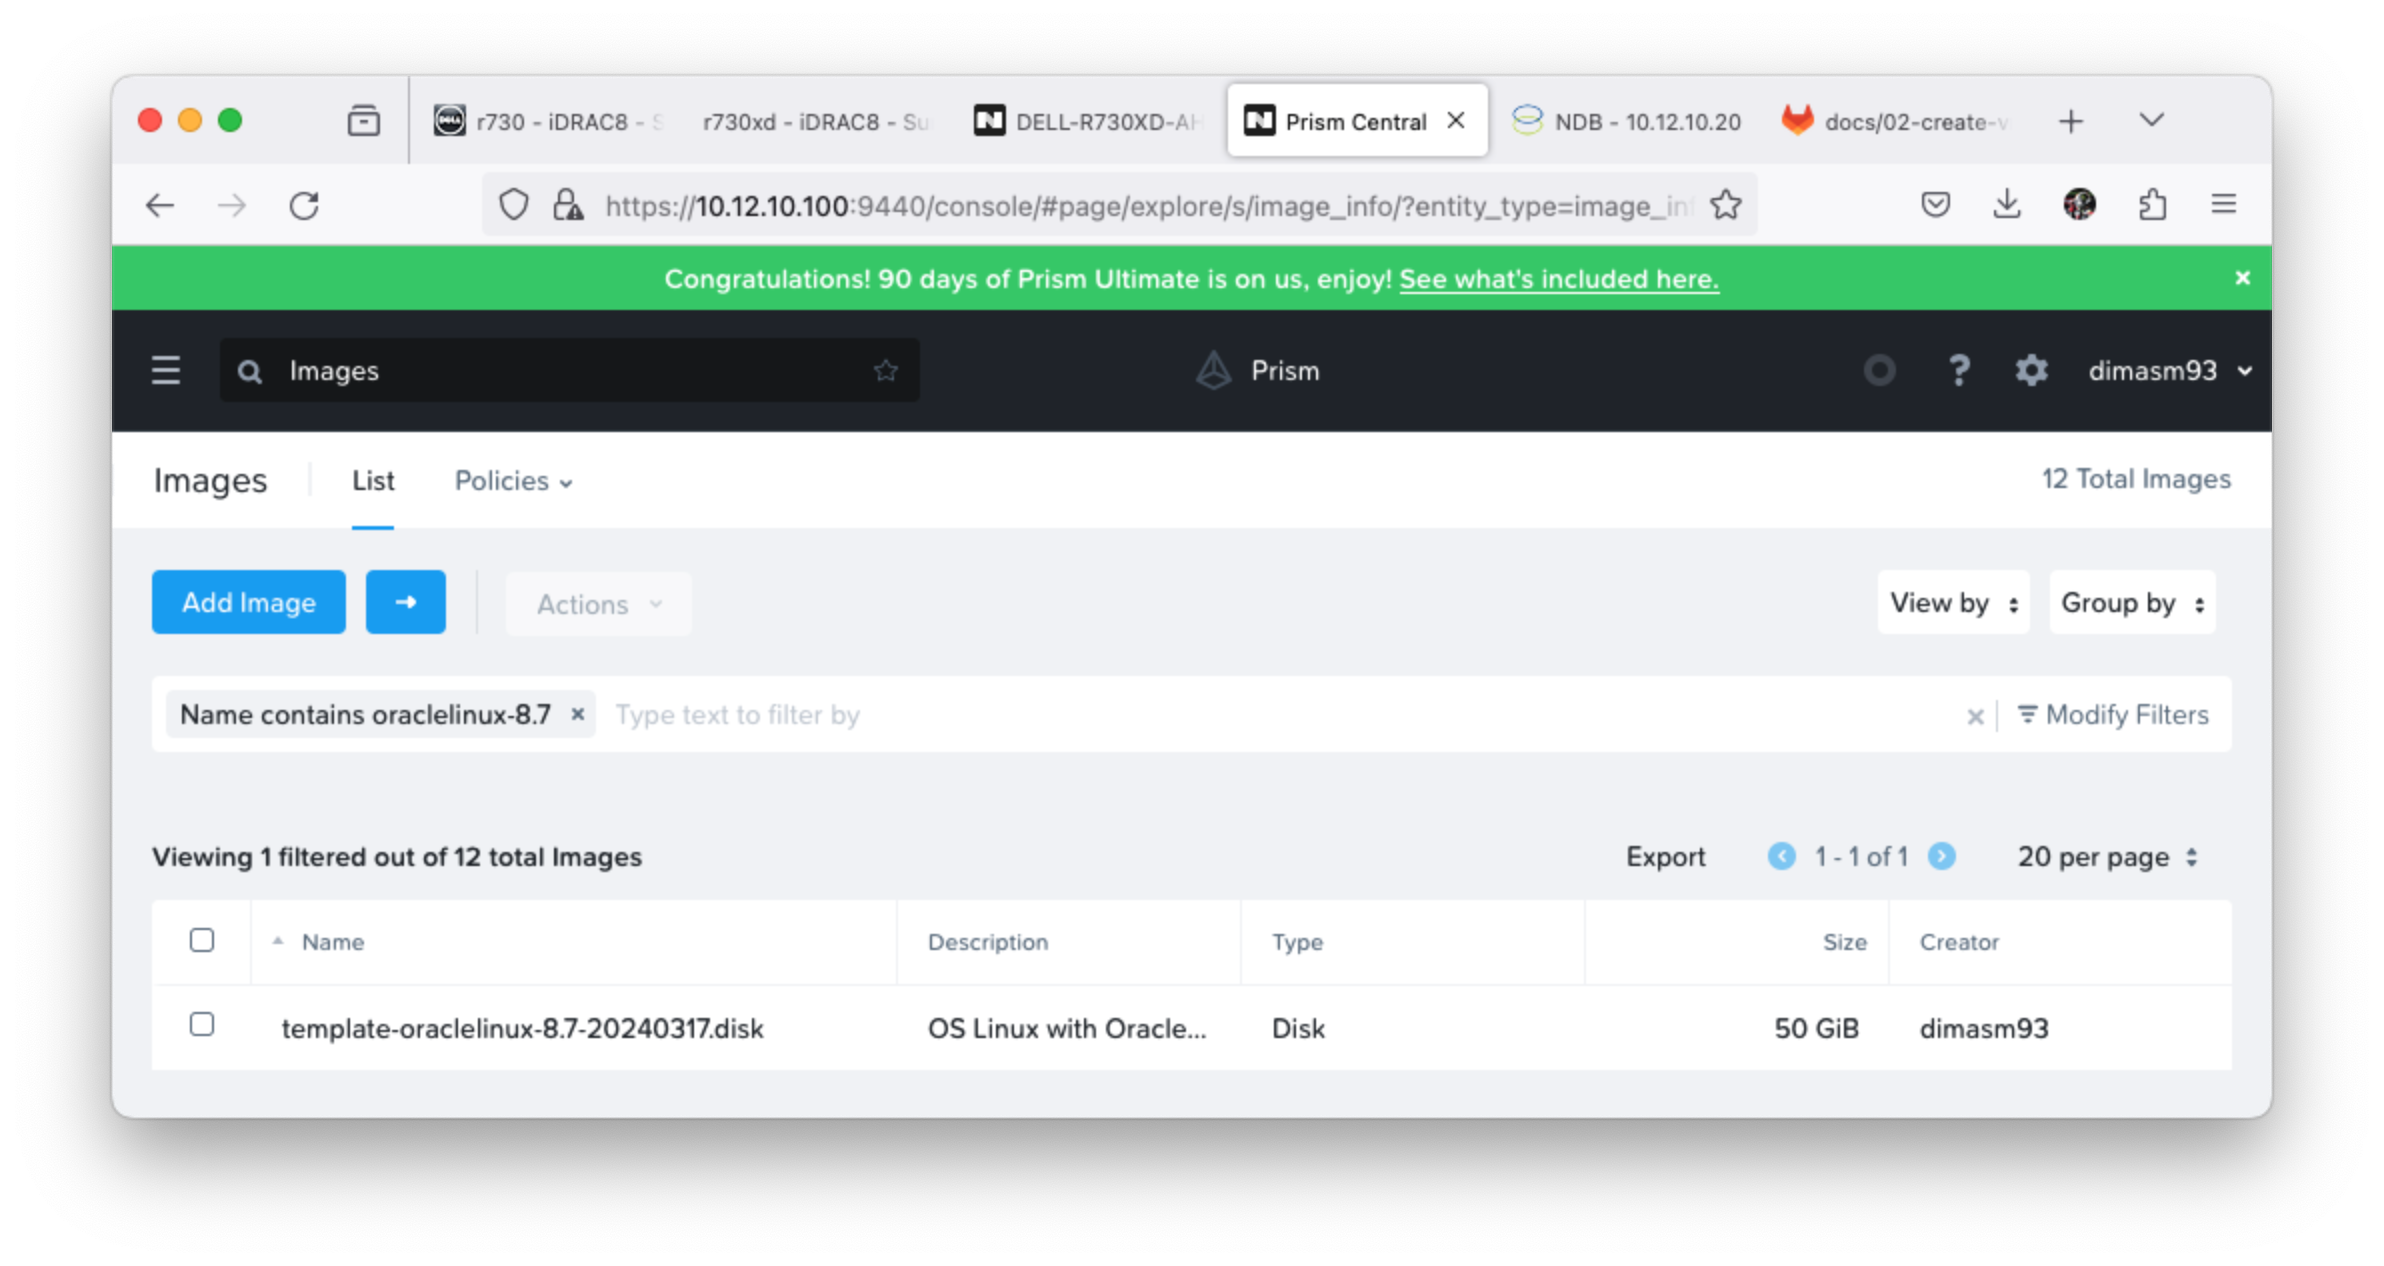 r730 - iDRAC8 - S r730xd - iDRAC8 - Su DELL-R730XD-AH Prism Central NDB - 10.12.10.20 docs/02-create-v
https://10.12.10.100:9440/console/#page/explore/s/image_info/?entity_type=image_inf
Congratulations! 90 days of Prism Ultimate is on us, enjoy! See what's included here.
Images Prism ? dimasm93
Images List Policies 12 Total Images
Add Image Actions View by Group by
Name contains oraclelinux-8.7 Type text to filter by Modify Filters
Viewing 1 filtered out of 12 total Images Export 1 - 1 of 1 20 per page
Name Description Type Size Creator
template-oraclelinux-8.7-20240317.disk OS Linux with Oracle... Disk 50 GiB dimasm93